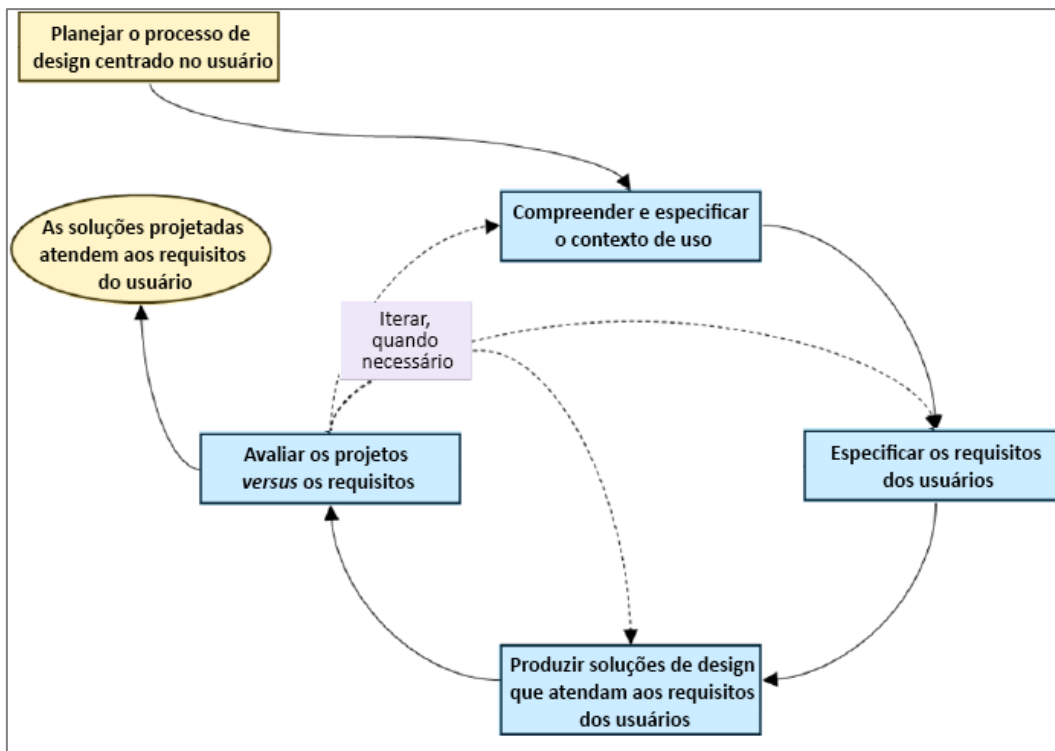 Planejar o processo de
design centrado no usuário
Compreender e especificar
o contexto de uso
As soluções projetadas
atendem aos requisitos
do usuário
Iterar,
quando
necessário
Avaliar os projetos
versus os requisitos
Especificar os requisitos
dos usuários
Produzir soluções de design
que atendam aos requisitos
dos usuários